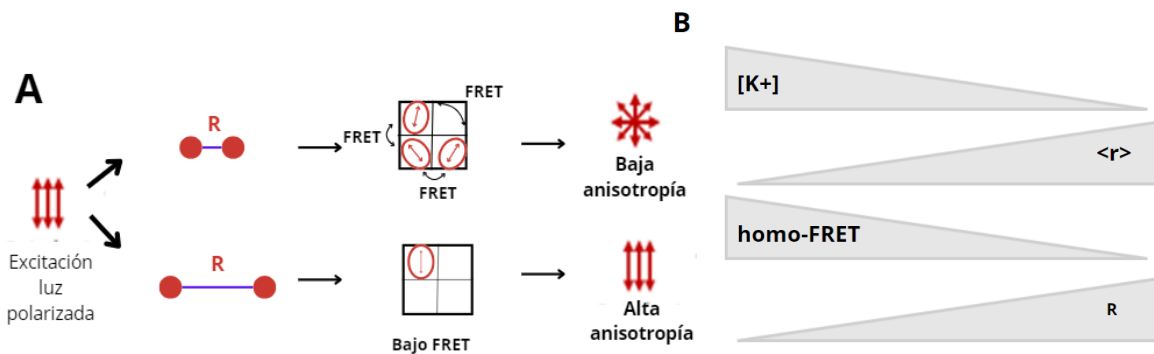 A
Excitación
luz
polarizada
R
FRET
FRET
FRET
Baja
anisotropía
R
Bajo FRET
Alta
anisotropía
B
[K+]
<r>
homo-FRET
R